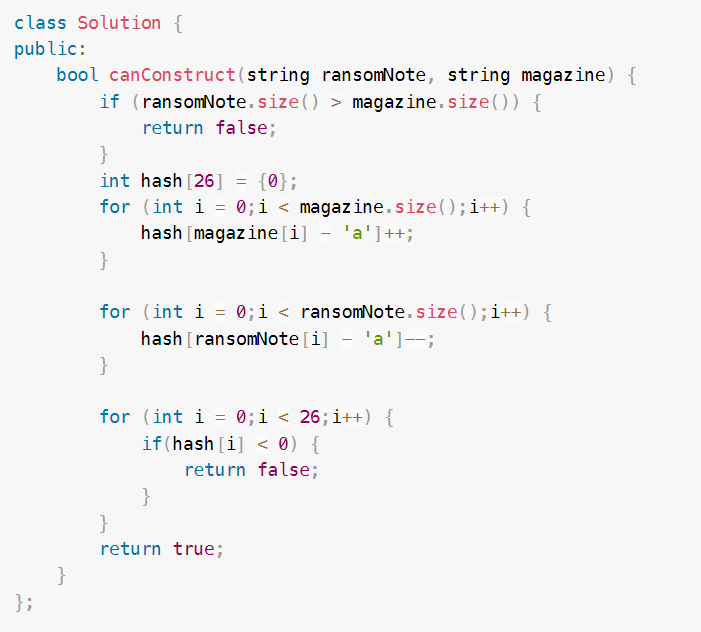 class Solution {
public:
    bool canConstruct(string ransomNote, string magazine) {
        if (ransomNote.size() > magazine.size()) {
            return false;
        }
        int hash[26] = {0};
        for (int i = 0;i < magazine.size();i++) {
            hash[magazine[i] - 'a']++;
        }

        for (int i = 0;i < ransomNote.size();i++) {
            hash[ransomNote[i] - 'a']--;
        }

        for (int i = 0;i < 26;i++) {
            if(hash[i] < 0) {
                return false;
            }
        }
        return true;
    }
};